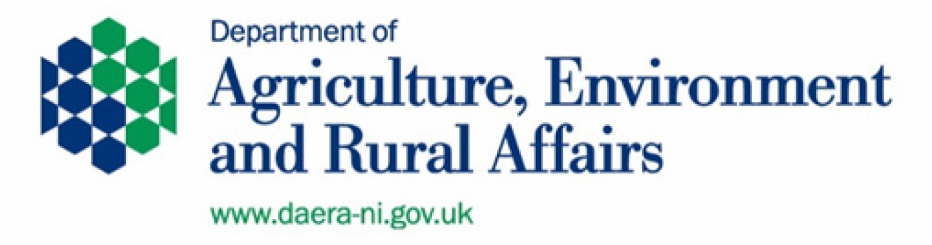 Department of
Agriculture, Environment
and Rural Affairs
www.daera-ni.gov.uk